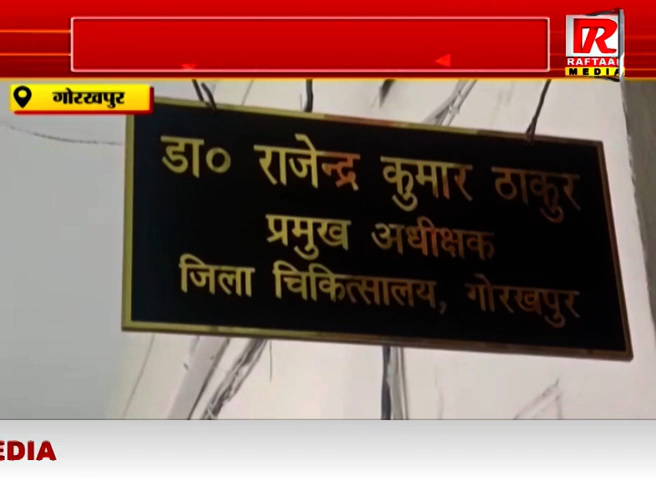 RAFTAAR
MEDIA
गोरखपुर
डा० राजेन्द्र कुमार ठाकुर
प्रमुख अधीक्षक
जिला चिकित्सालय, गोरखपुर
EDIA